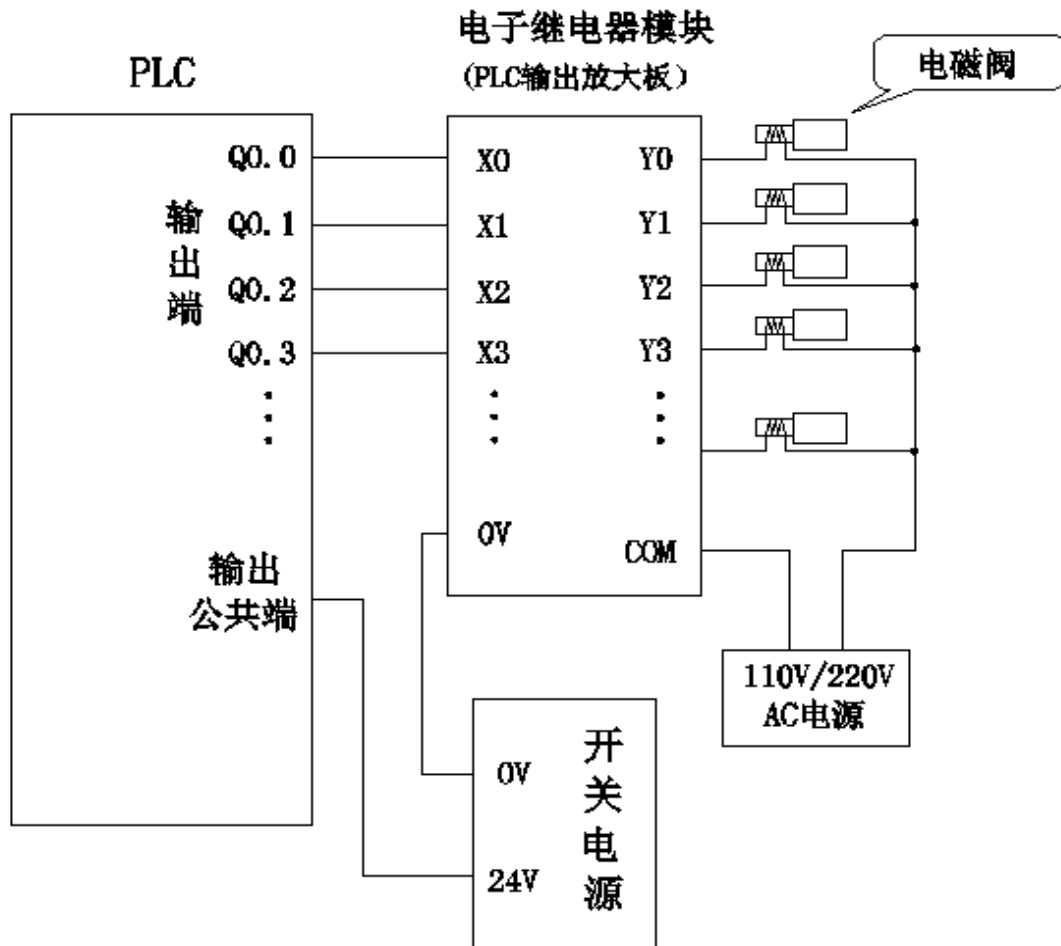 电子继电器模块
(PLC输出放大板)
电磁阀
PLC
Q0.0
Q0.1
Q0.2
Q0.3
输出端
输出
公共端
X0
X1
X2
X3
0V
Y0
Y1
Y2
Y3
COM
110V/220V
AC电源
0V
24V
开关电源